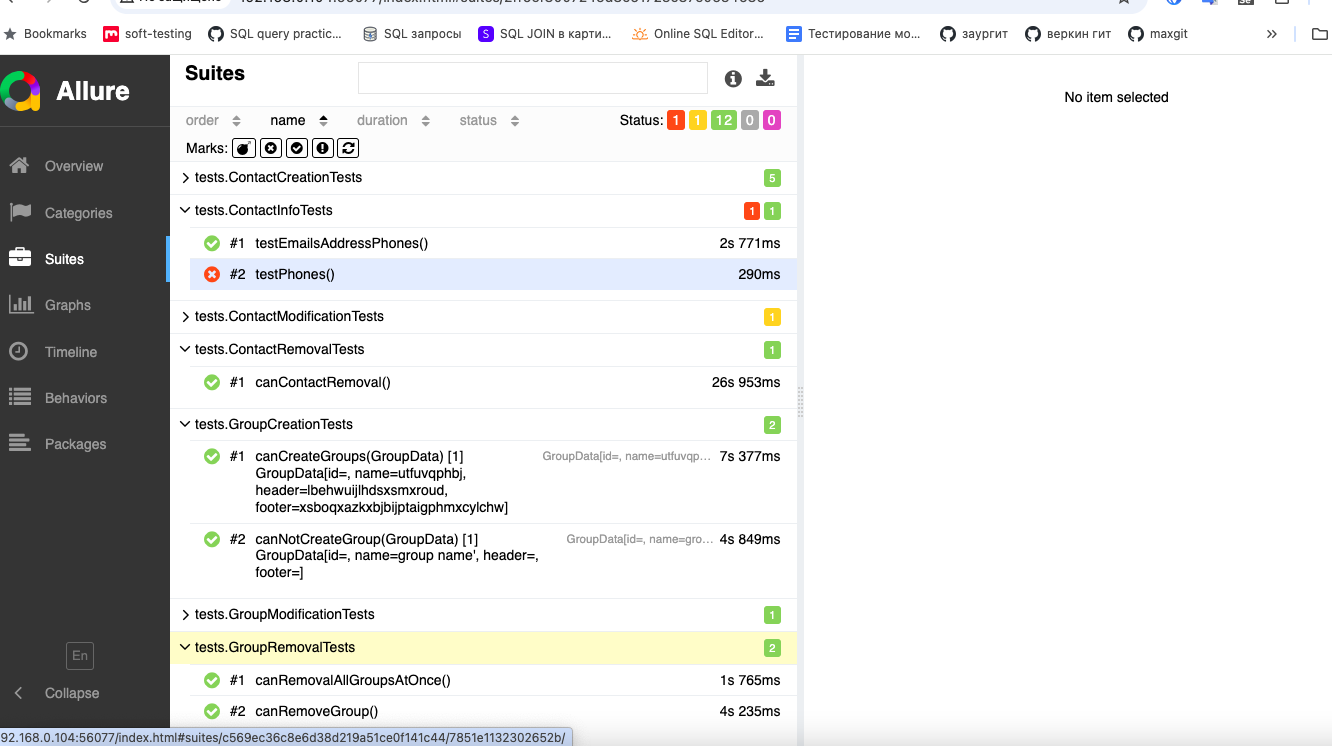 Bookmarks
soft-testing
SQL query practic...
SQL запросы
S
SQL JOIN в карти...
Online SQL Editor...
Тестирование мо...
заургит
веркин гит
maxgit
Allure
Overview
Categories
Suites
Graphs
Timeline
Behaviors
Packages
En
Collapse
Suites
order name duration status Status: 1 1 12 0 0
Marks:
tests.ContactCreationTests 5
tests.ContactInfoTests 1 1
#1 testEmailsAddressPhones() 2s 771ms
#2 testPhones() 290ms
tests.ContactModificationTests 1
tests.ContactRemovalTests 1
#1 canContactRemoval() 26s 953ms
tests.GroupCreationTests 2
#1 canCreateGroups(GroupData) [1] GroupData[id=, name=utfuvqp... 7s 377ms
GroupData[id=, name=utfuvqphbj,
header=lbehwuijlhdsxsmxroud,
footer=xsboqxazkxbjbijptaigphmxcylchw]
#2 canNotCreateGroup(GroupData) [1] GroupData[id=, name=gro... 4s 849ms
GroupData[id=, name=group name', header=,
footer=]
tests.GroupModificationTests 1
tests.GroupRemovalTests 2
#1 canRemovalAllGroupsAtOnce() 1s 765ms
#2 canRemoveGroup() 4s 235ms
No item selected
92.168.0.104:56077/index.html#suites/c569ec36c8e6d38d219a51ce0f141c44/7851e1132302652b/